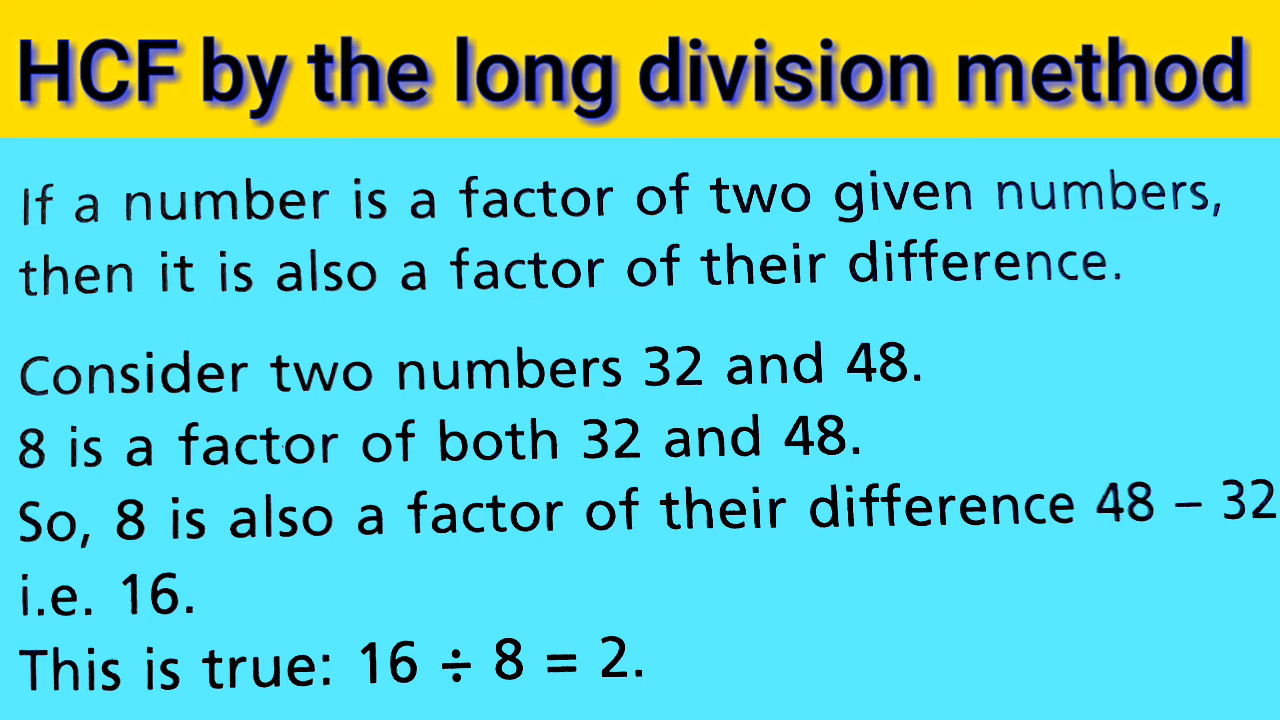 HCF by the long division method
If a number is a factor of two given numbers,
then it is also a factor of their difference.
Consider two numbers 32 and 48.
8 is a factor of both 32 and 48.
So, 8 is also a factor of their difference 48 – 32
i.e. 16.
This is true: 16 ÷ 8 = 2.